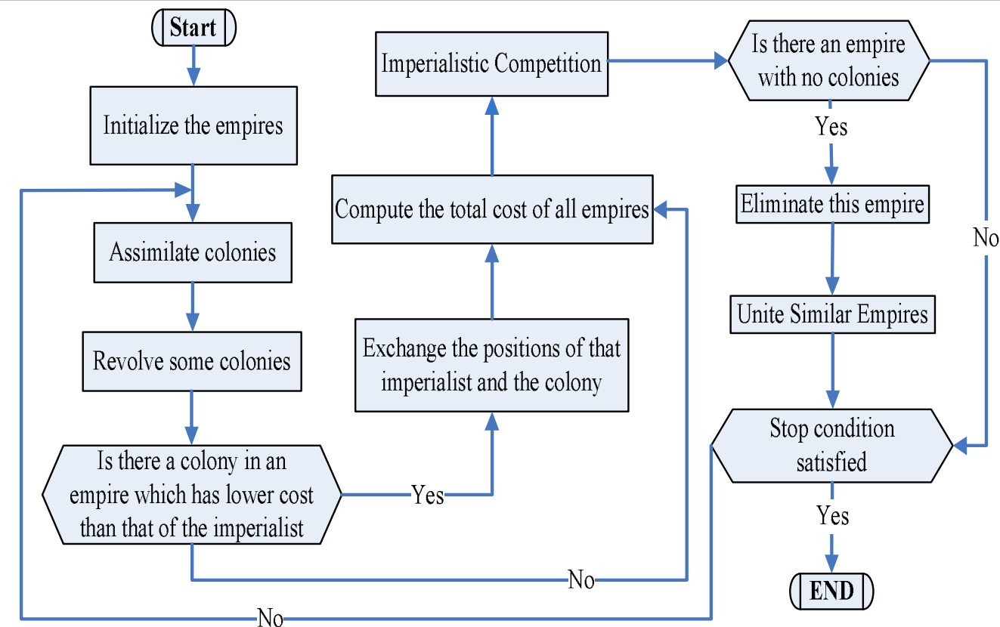 Start
Initialize the empires
Assimilate colonies
Revolve some colonies
Is there a colony in an
empire which has lower cost
than that of the imperialist
Yes
No
Exchange the positions of that
imperialist and the colony
Compute the total cost of all empires
Imperialistic Competition
Is there an empire
with no colonies
Yes
No
Eliminate this empire
Unite Similar Empires
Stop condition
satisfied
Yes
No
END